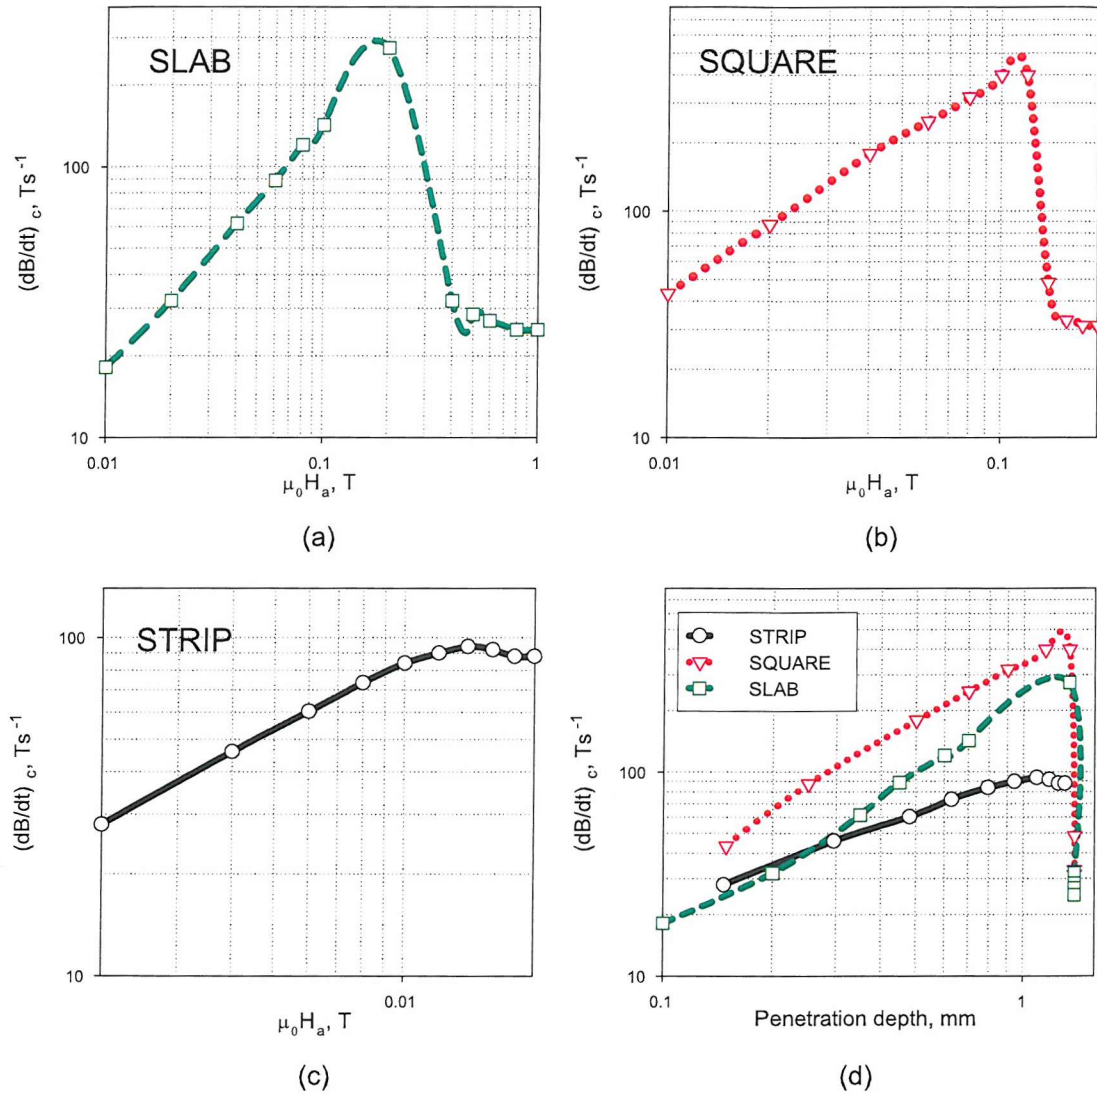 SLAB
(dB/dt) c, Ts-1
100
10
0.01
0.1
1
μ0Ha, T
(a)
SQUARE
(dB/dt) c, Ts-1
100
10
0.01
0.1
μ0Ha, T
(b)
STRIP
(dB/dt) c, Ts-1
100
10
0.01
μ0Ha, T
(c)
STRIP
SQUARE
SLAB
(dB/dt) c, Ts-1
100
10
0.1
1
Penetration depth, mm
(d)